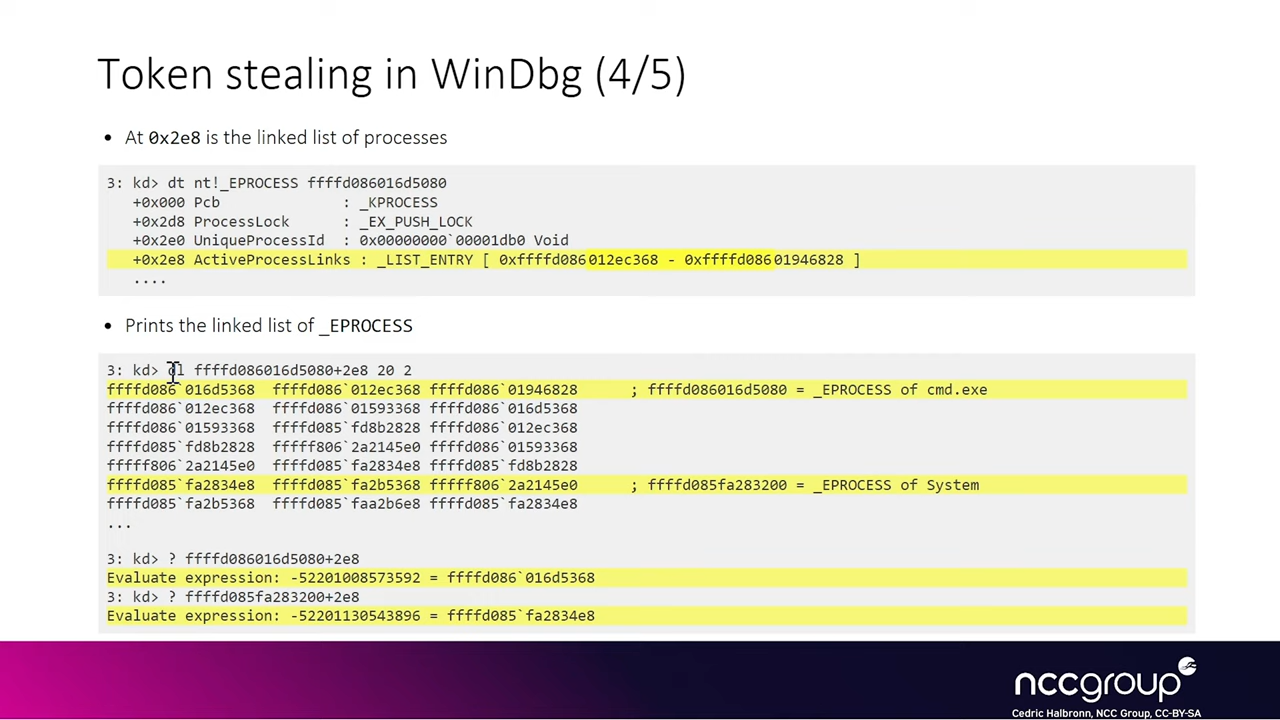 Token stealing in WinDbg (4/5)
• At 0x2e8 is the linked list of processes
3: kd> dt nt!_EPROCESS ffffd086016d5080
+0x000 Pcb : _KPROCESS
+0x2d8 ProcessLock : _EX_PUSH_LOCK
+0x2e0 UniqueProcessId : 0x00000000`00001db0 Void
+0x2e8 ActiveProcessLinks : _LIST_ENTRY [ 0xffffd086012ec368 - 0xffffd08601946828 ]
....
• Prints the linked list of _EPROCESS
3: kd> dl ffffd086016d5080+2e8 20 2
ffffd086`016d5368 ffffd086`012ec368 ffffd086`01946828 ; ffffd086016d5080 = _EPROCESS of cmd.exe
ffffd086`012ec368 ffffd086`01593368 ffffd086`016d5368
ffffd086`01593368 ffffd085`fd8b2828 ffffd086`012ec368
ffffd085`fd8b2828 fffff806`2a2145e0 ffffd086`01593368
fffff806`2a2145e0 ffffd085`fa2834e8 ffffd085`fd8b2828
ffffd085`fa2834e8 ffffd085`fa2b5368 fffff806`2a2145e0 ; ffffd085fa283200 = _EPROCESS of System
ffffd085`fa2b5368 ffffd085`faa2b6e8 ffffd085`fa2834e8
...
3: kd> ? ffffd086016d5080+2e8
Evaluate expression: -52201008573592 = ffffd086`016d5368
3: kd> ? ffffd085fa283200+2e8
Evaluate expression: -52201130543896 = ffffd085`fa2834e8
nccgroup
Cedric Halbronn, NCC Group, CC-BY-SA